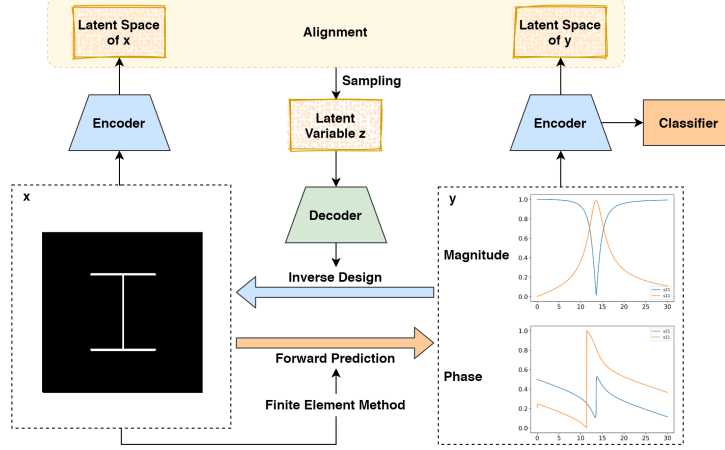 Latent Space
of x
Alignment
Latent Space
of y
Sampling
Encoder
Latent
Variable z
Encoder
Classifier
x
Decoder
y
Magnitude
1.0
0.8
0.6
0.4
0.2
0.0
0 5 10 15 20 25 30
s21
s11
Inverse Design
Forward Prediction
Phase
1.0
0.8
0.6
0.4
0.2
0.0
0 5 10 15 20 25 30
s21
s11
Finite Element Method